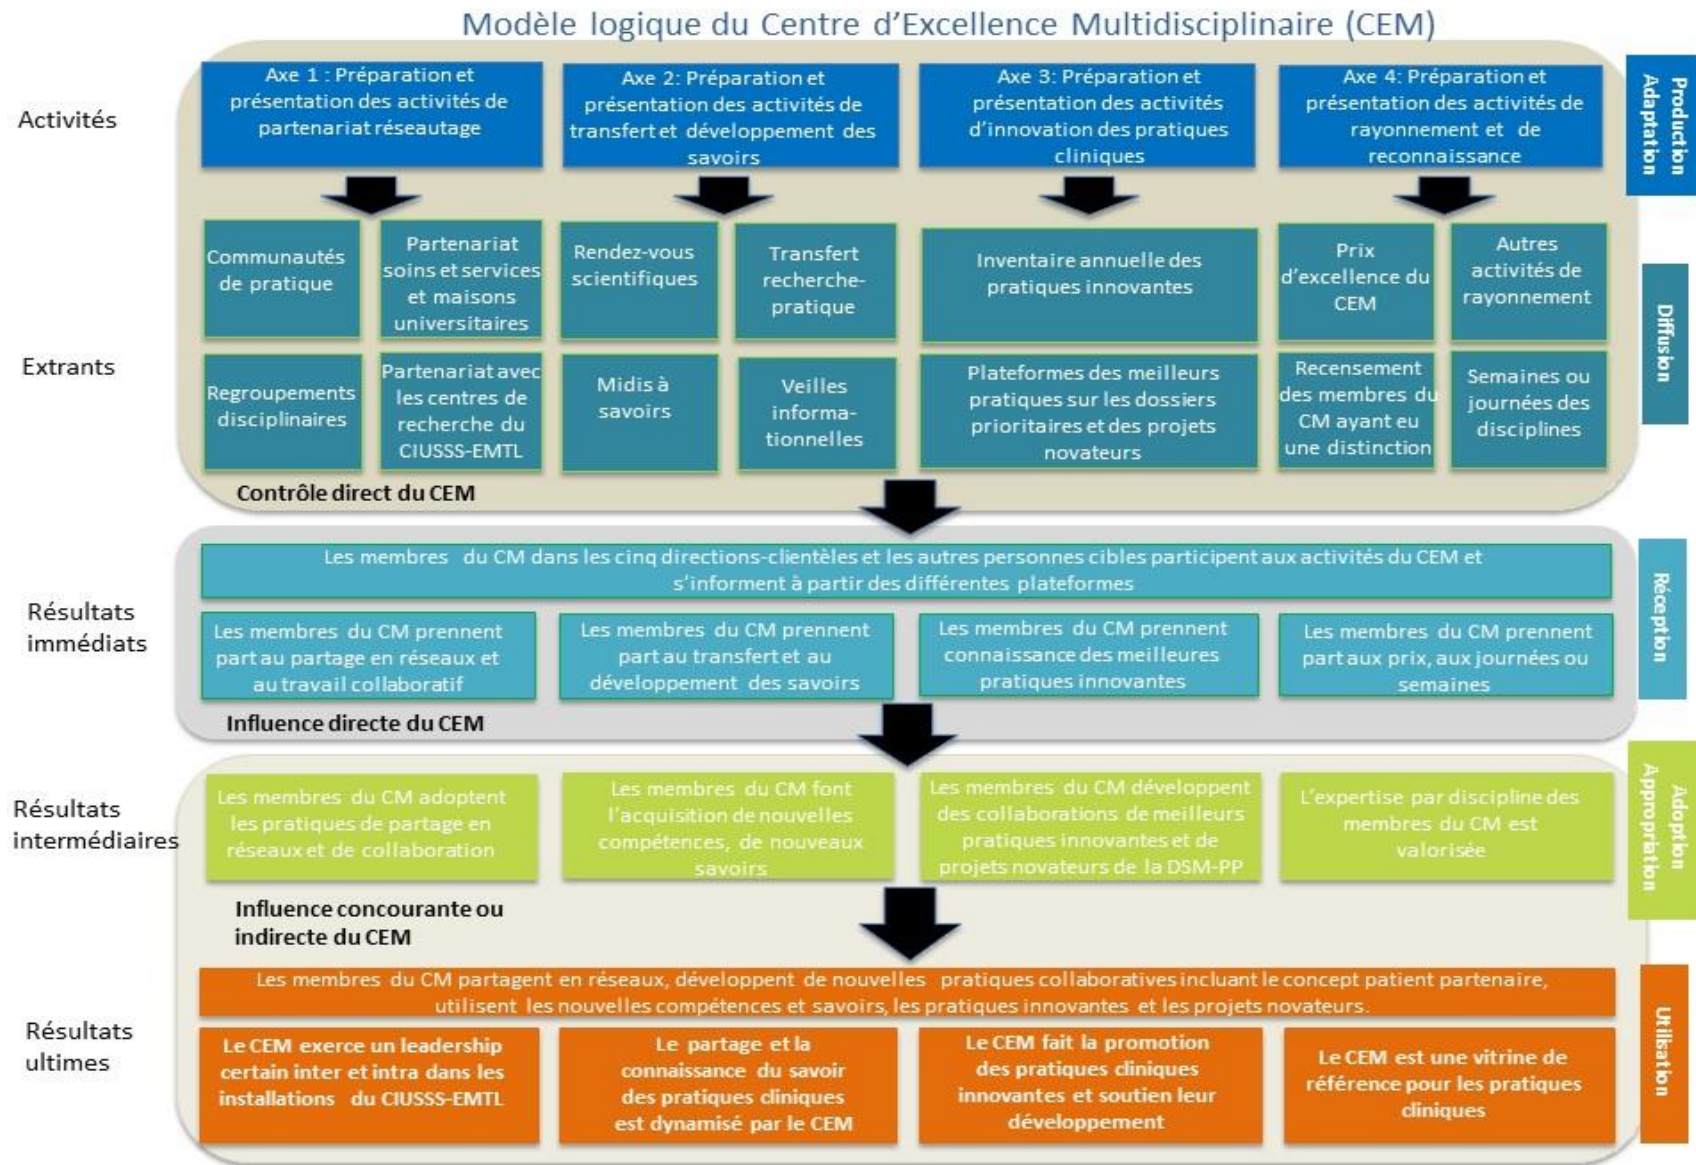 Modèle logique du Centre d'Excellence Multidisciplinaire (CEM)
Activités
Axe 1 : Préparation et
présentation des activités de
partenariat réseautage
Axe 2: Préparation et
présentation des activités de
transfert et développement des
savoirs
Axe 3: Préparation et
présentation des activités
d'innovation des pratiques
cliniques
Axe 4: Préparation et
présentation des activités de
rayonnement et de
reconnaissance
Production
Adaptation
Extrants
Communautés
de pratique
Partenariat
soins et services
et maisons
universitaires
Rendez-vous
scientifiques
Transfert
recherche-
pratique
Inventaire annuelle des
pratiques innovantes
Prix
d'excellence du
CEM
Autres
activités de
rayonnement
Regroupements
disciplinaires
Partenariat avec
les centres de
recherche du
CIUSSS-EMTL
Midis à
savoirs
Veilles
informa-
tionnelles
Plateformes des meilleurs
pratiques sur les dossiers
prioritaires et des projets
novateurs
Recensement
des membres du
CM ayant eu
une distinction
Semaines ou
journées des
disciplines
Diffusion
Contrôle direct du CEM
Résultats
immédiats
Les membres du CM dans les cinq directions-clientèles et les autres personnes cibles participent aux activités du CEM et
s'informent à partir des différentes plateformes
Les membres du CM prennent
part au partage en réseaux et
au travail collaboratif
Les membres du CM prennent
part au transfert et au
développement des savoirs
Les membres du CM prennent
connaissance des meilleures
pratiques innovantes
Les membres du CM prennent
part aux prix, aux journées ou
semaines
Réception
Influence directe du CEM
Résultats
intermédiaires
Les membres du CM adoptent
les pratiques de partage en
réseaux et de collaboration
Les membres du CM font
l'acquisition de nouvelles
compétences, de nouveaux
savoirs
Les membres du CM développent
des collaborations de meilleurs
pratiques innovantes et de
projets novateurs de la DSM-PP
L'expertise par discipline des
membres du CM est
valorisée
Adoption
Appropriation
Influence concourante ou
indirecte du CEM
Résultats
ultimes
Les membres du CM partagent en réseaux, développent de nouvelles pratiques collaboratives incluant le concept patient partenaire,
utilisent les nouvelles compétences et savoirs, les pratiques innovantes et les projets novateurs.
Le CEM exerce un leadership
certain inter et intra dans les
installations du CIUSSS-EMTL
Le partage et la
connaissance du savoir
des pratiques cliniques
est dynamisé par le CEM
Le CEM fait la promotion
des pratiques cliniques
innovantes et soutien leur
développement
Le CEM est une vitrine de
référence pour les pratiques
cliniques
Utilisation